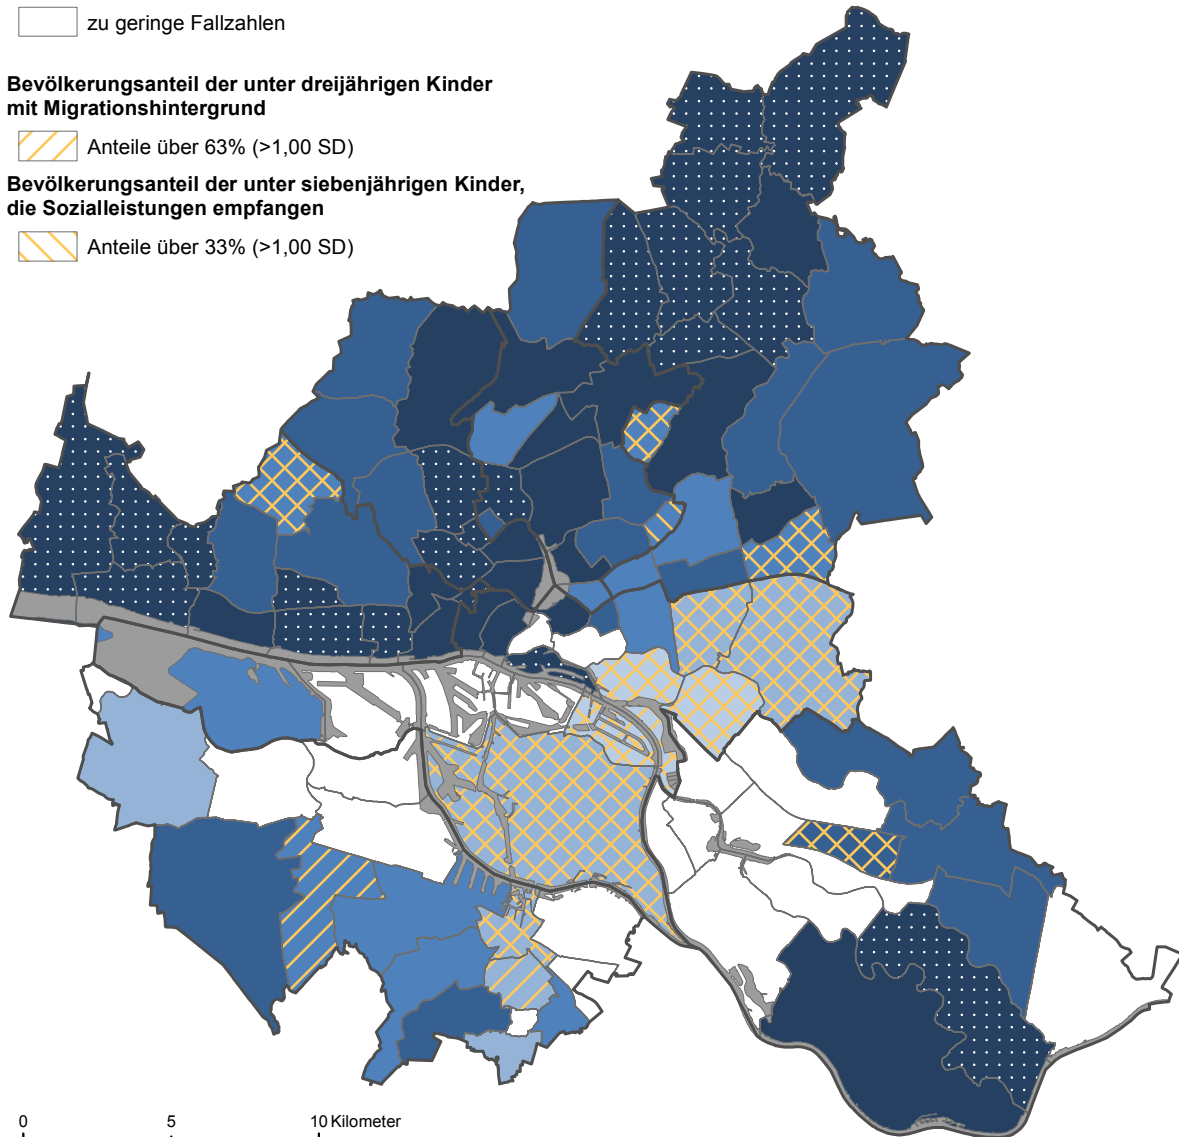 zu geringe Fallzahlen
Bevölkerungsanteil der unter dreijährigen Kinder
mit Migrationshintergrund
Anteile über 63% (>1,00 SD)
Bevölkerungsanteil der unter siebenjährigen Kinder,
die Sozialleistungen empfangen
Anteile über 33% (>1,00 SD)
0 5 10 Kilometer